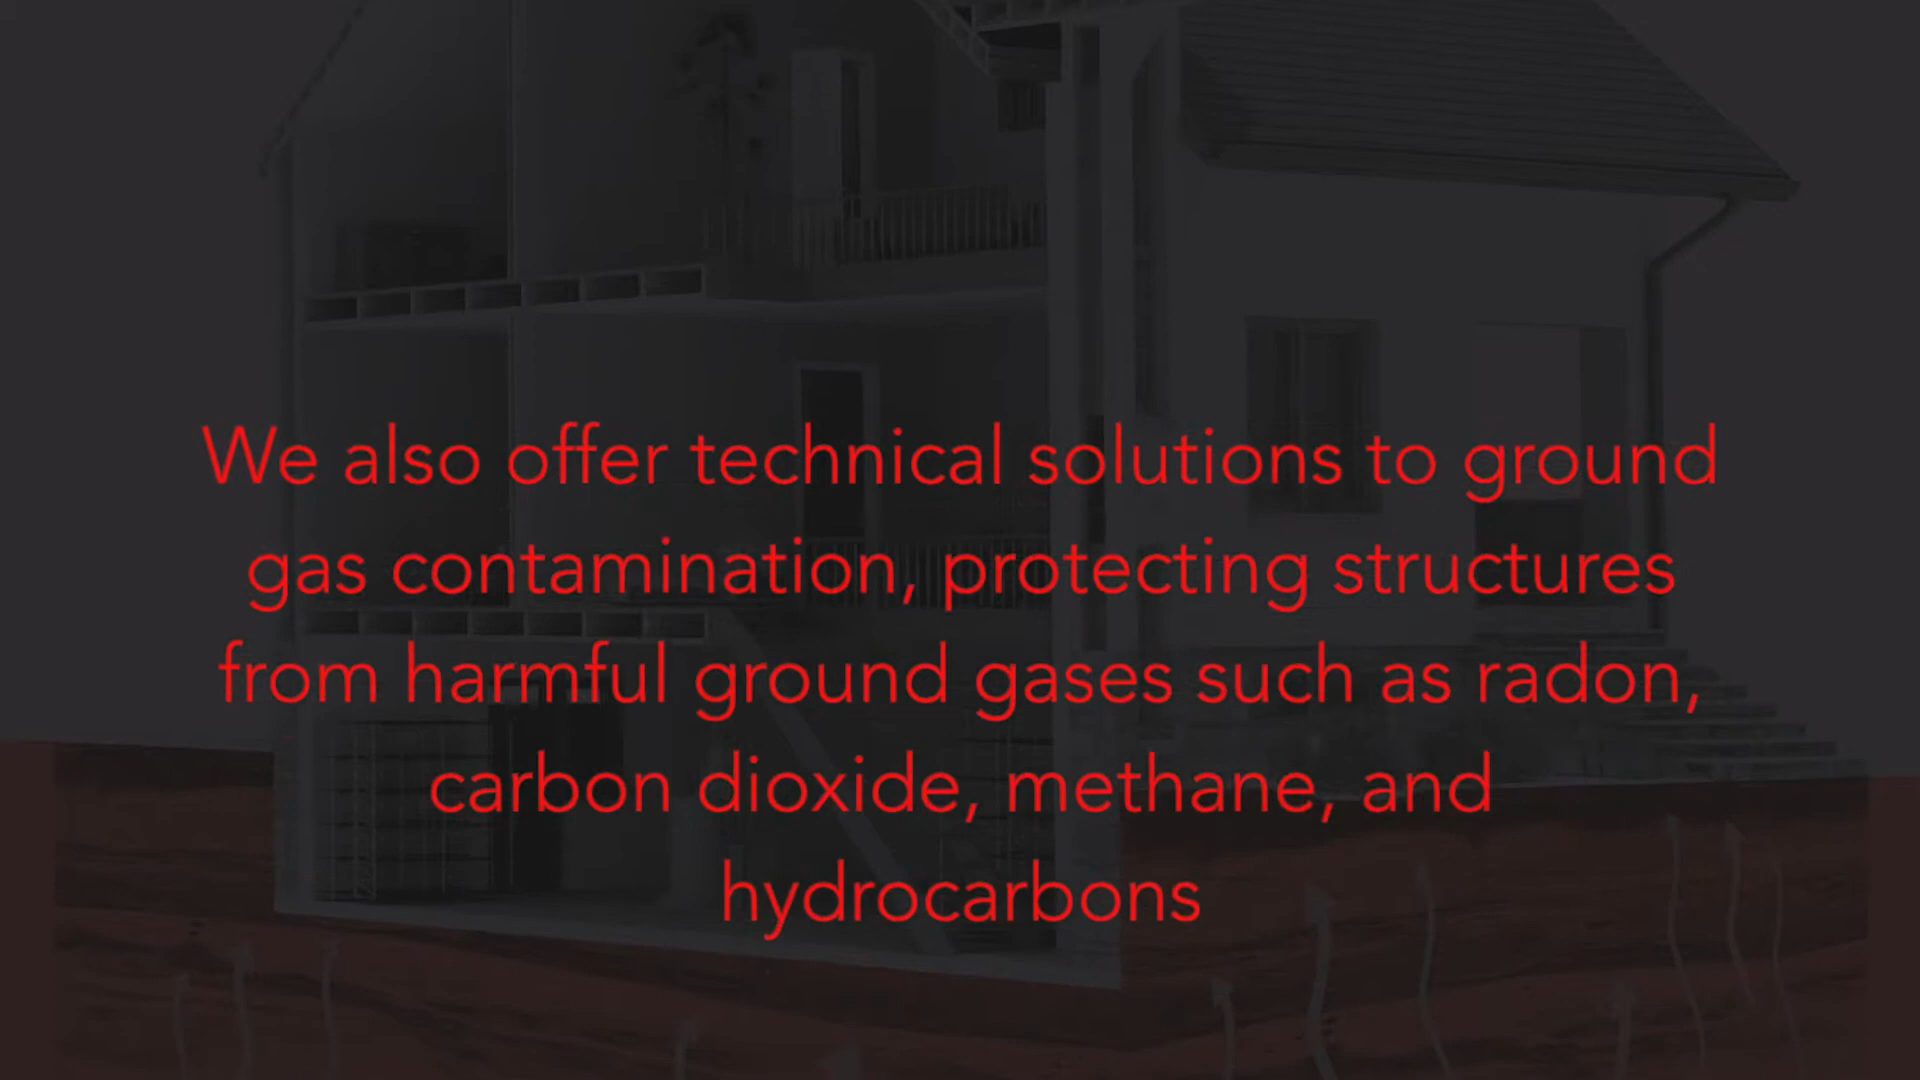 We also offer technical solutions to ground
gas contamination, protecting structures
from harmful ground gases such as radon,
carbon dioxide, methane, and
hydrocarbons